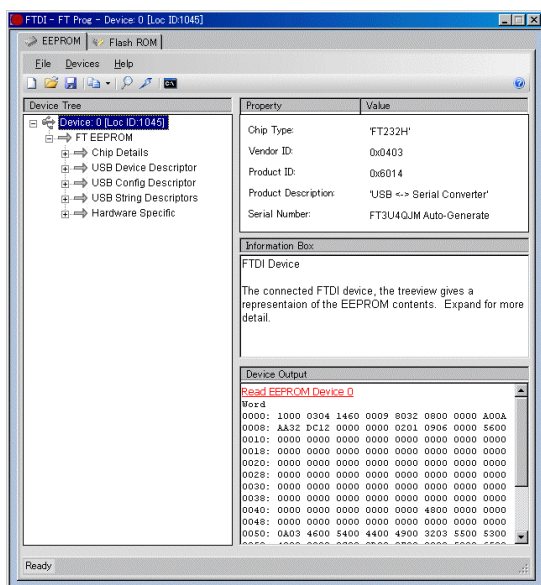 FTDI - FT Prog - Device: 0 [Loc ID:1045]
EEPROM Flash ROM
File Devices Help
Device Tree
Device: 0 [Loc ID:1045]
FT EEPROM
Chip Details
USB Device Descriptor
USB Config Descriptor
USB String Descriptors
Hardware Specific
Property Value
Chip Type: 'FT232H'
Vendor ID: 0x0403
Product ID: 0x6014
Product Description: 'USB <-> Serial Converter'
Serial Number: FT3U4QJM Auto-Generate
Information Box
FTDI Device
The connected FTDI device, the treeview gives a
representaion of the EEPROM contents. Expand for more
detail.
Device Output
Read EEPROM Device 0
Word
0000: 1000 0304 1460 0009 8032 0800 0000 A00A
0008: AA32 DC12 0000 0000 0201 0906 0000 5600
0010: 0000 0000 0000 0000 0000 0000 0000 0000
0018: 0000 0000 0000 0000 0000 0000 0000 0000
0020: 0000 0000 0000 0000 0000 0000 0000 0000
0028: 0000 0000 0000 0000 0000 0000 0000 0000
0030: 0000 0000 0000 0000 0000 0000 0000 0000
0038: 0000 0000 0000 0000 0000 0000 0000 0000
0040: 0000 0000 0000 0000 0000 4800 0000 0000
0048: 0000 0000 0000 0000 0000 0000 0000 0000
0050: 0A03 4600 5400 4400 4900 3203 5500 5300
Ready